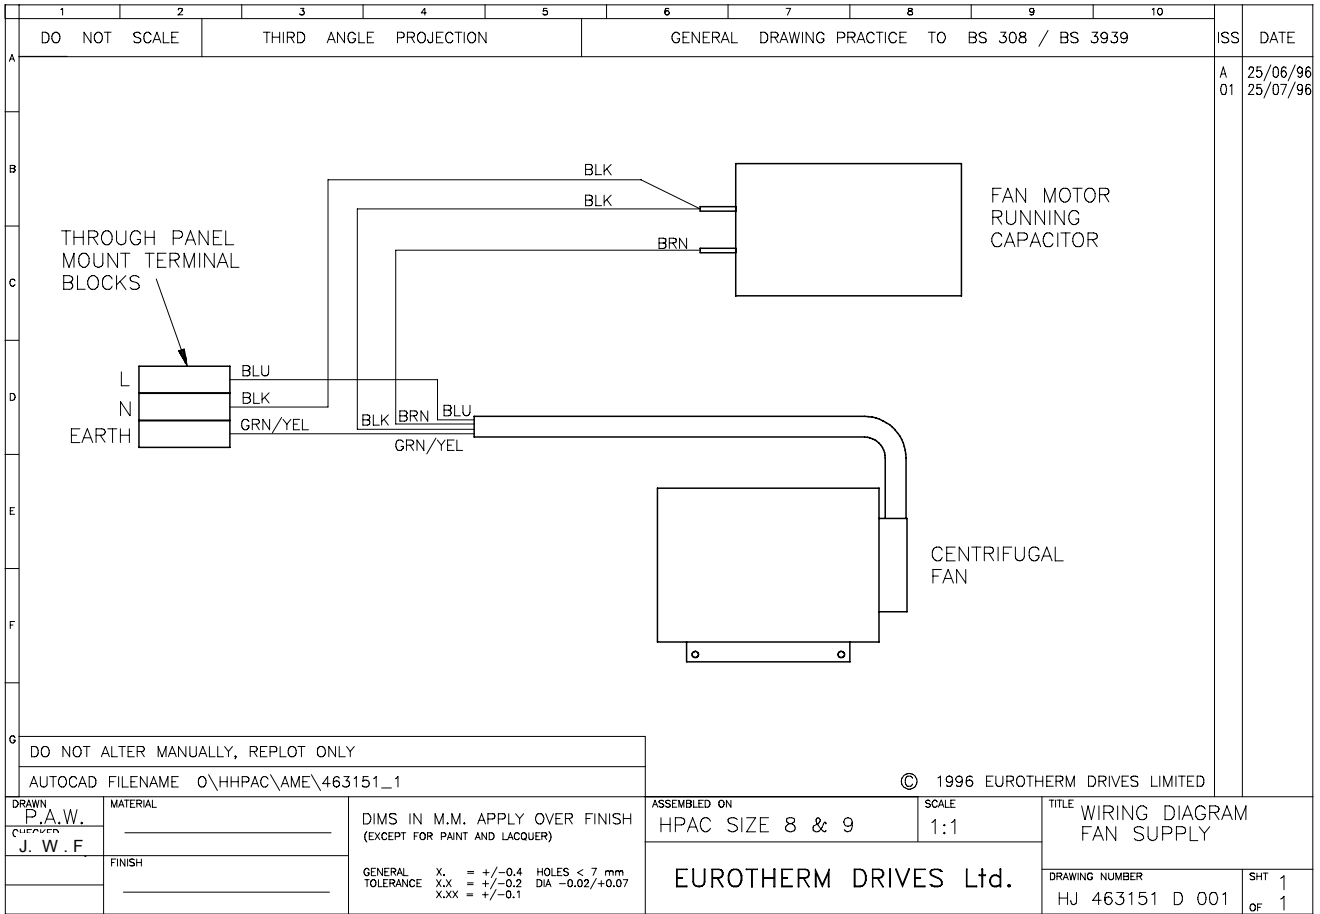 1 2 3 4 5 6 7 8 9 10
DO NOT SCALE THIRD ANGLE PROJECTION GENERAL DRAWING PRACTICE TO BS 308 / BS 3939 ISS DATE
A
A 25/06/96
01 25/07/96
B
BLK
BLK
BRN
FAN MOTOR
RUNNING
CAPACITOR
THROUGH PANEL
MOUNT TERMINAL
BLOCKS
C
L BLU
D
N BLK
EARTH GRN/YEL BLK BRN BLU
GRN/YEL
E
CENTRIFUGAL
FAN
F
G
DO NOT ALTER MANUALLY, REPLOT ONLY
AUTOCAD FILENAME O\HHPAC\AME\463151_1
© 1996 EUROTHERM DRIVES LIMITED
DRAWN
P.A.W.
CHECKED
J. W . F
MATERIAL
FINISH
DIMS IN M.M. APPLY OVER FINISH
(EXCEPT FOR PAINT AND LACQUER)
GENERAL X. = +/-0.4 HOLES < 7 mm
TOLERANCE X.X = +/-0.2 DIA -0.02/+0.07
X.XX = +/-0.1
ASSEMBLED ON
HPAC SIZE 8 & 9
SCALE
1:1
EUROTHERM DRIVES Ltd.
TITLE WIRING DIAGRAM
FAN SUPPLY
DRAWING NUMBER
HJ 463151 D 001
SHT 1
OF 1